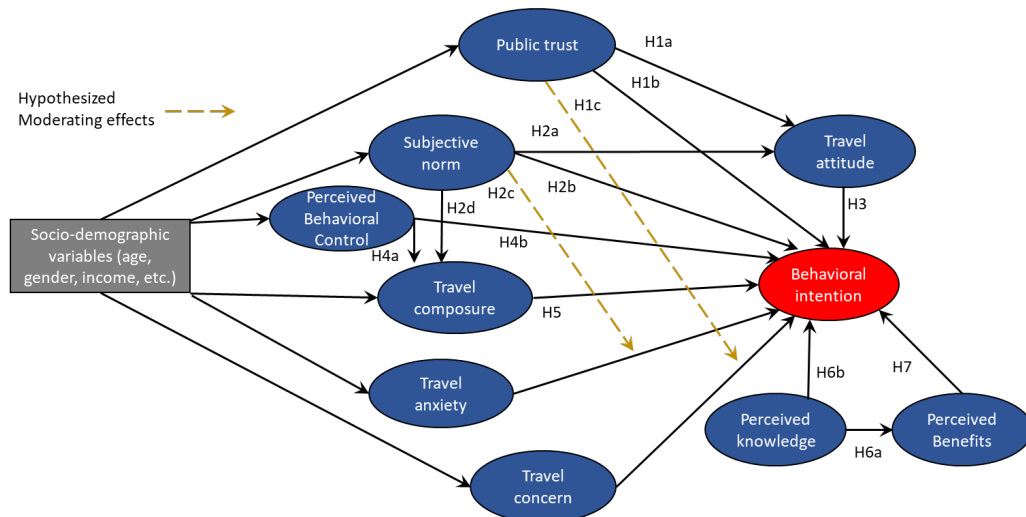 Public trust
H1a
H1b
Hypothesized
Moderating effects
H1c
Subjective
norm
H2a
Travel
attitude
H2c
H2b
H2d
H3
Perceived
Behavioral
Control
Socio-demographic
variables (age,
gender, income, etc.)
H4b
H4a
Behavioral
intention
Travel
composure
H5
Travel
anxiety
H6b
H7
Perceived
knowledge
Perceived
Benefits
H6a
Travel
concern